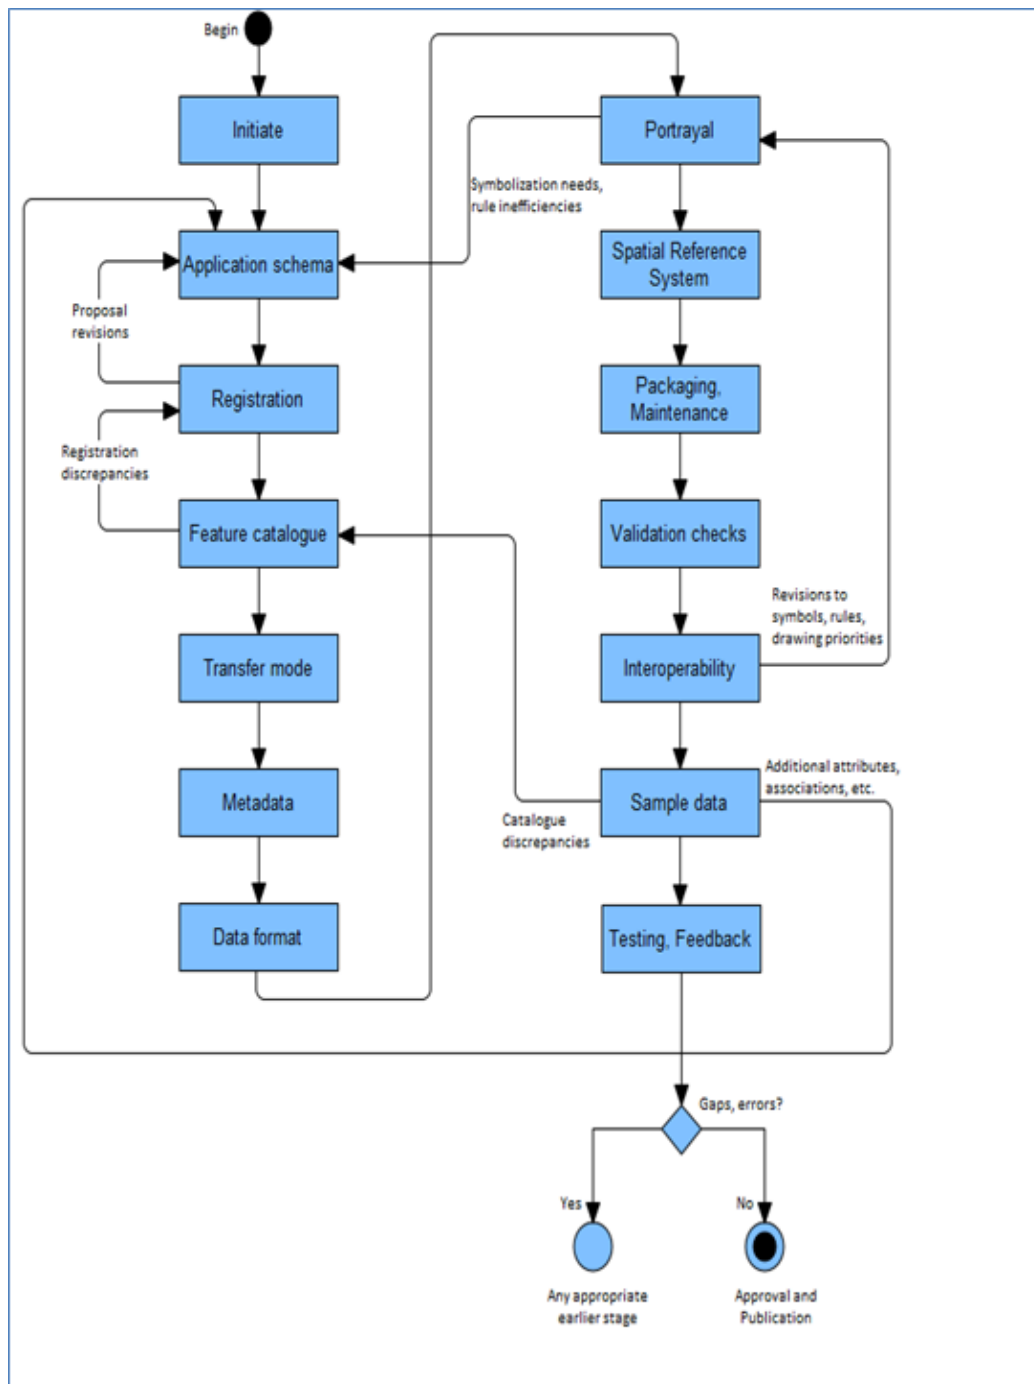 Begin
Initiate
Portrayal
Symbolization needs,
rule inefficiencies
Application schema
Spatial Reference
System
Proposal
revisions
Registration
Packaging,
Maintenance
Registration
discrepancies
Feature catalogue
Validation checks
Revisions to
symbols, rules,
drawing priorities
Transfer mode
Interoperability
Additional attributes,
associations, etc.
Metadata
Sample data
Catalogue
discrepancies
Data format
Testing, Feedback
Gaps, errors?
Yes
No
Any appropriate
earlier stage
Approval and
Publication